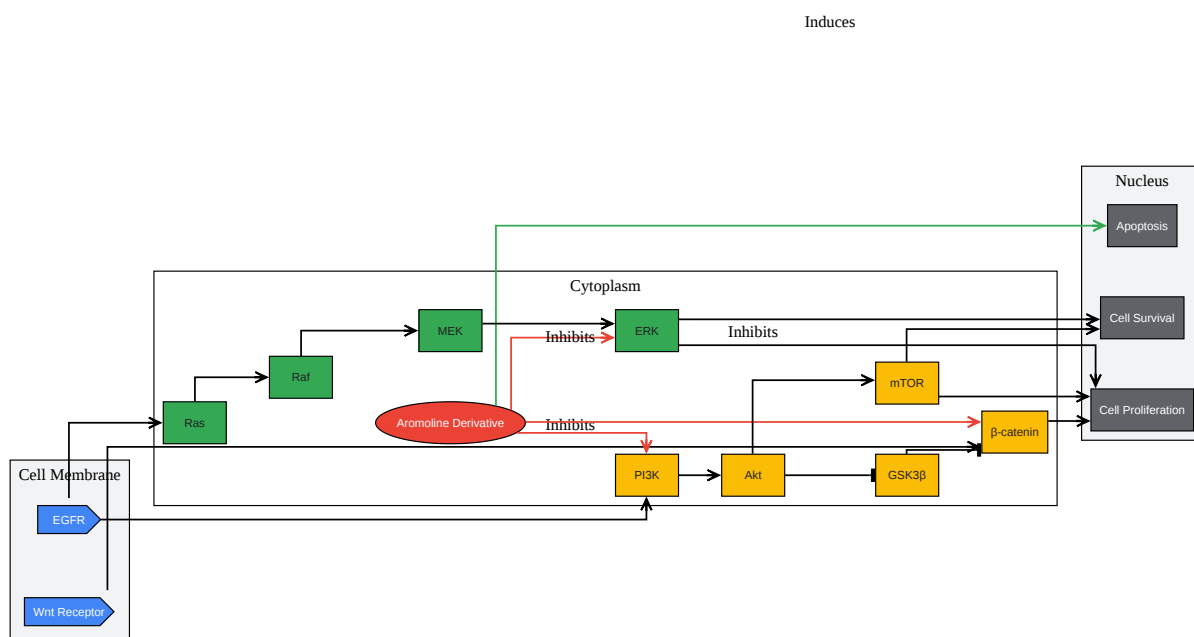 Induces
Nucleus
Apoptosis
Cytoplasm
Cell Survival
MEK
Inhibits
ERK
Inhibits
Raf
mTOR
Cell Proliferation
Ras
Aromoline Derivative
Inhibits
β-catenin
Cell Membrane
PI3K
Akt
GSK3β
EGFR
Wnt Receptor